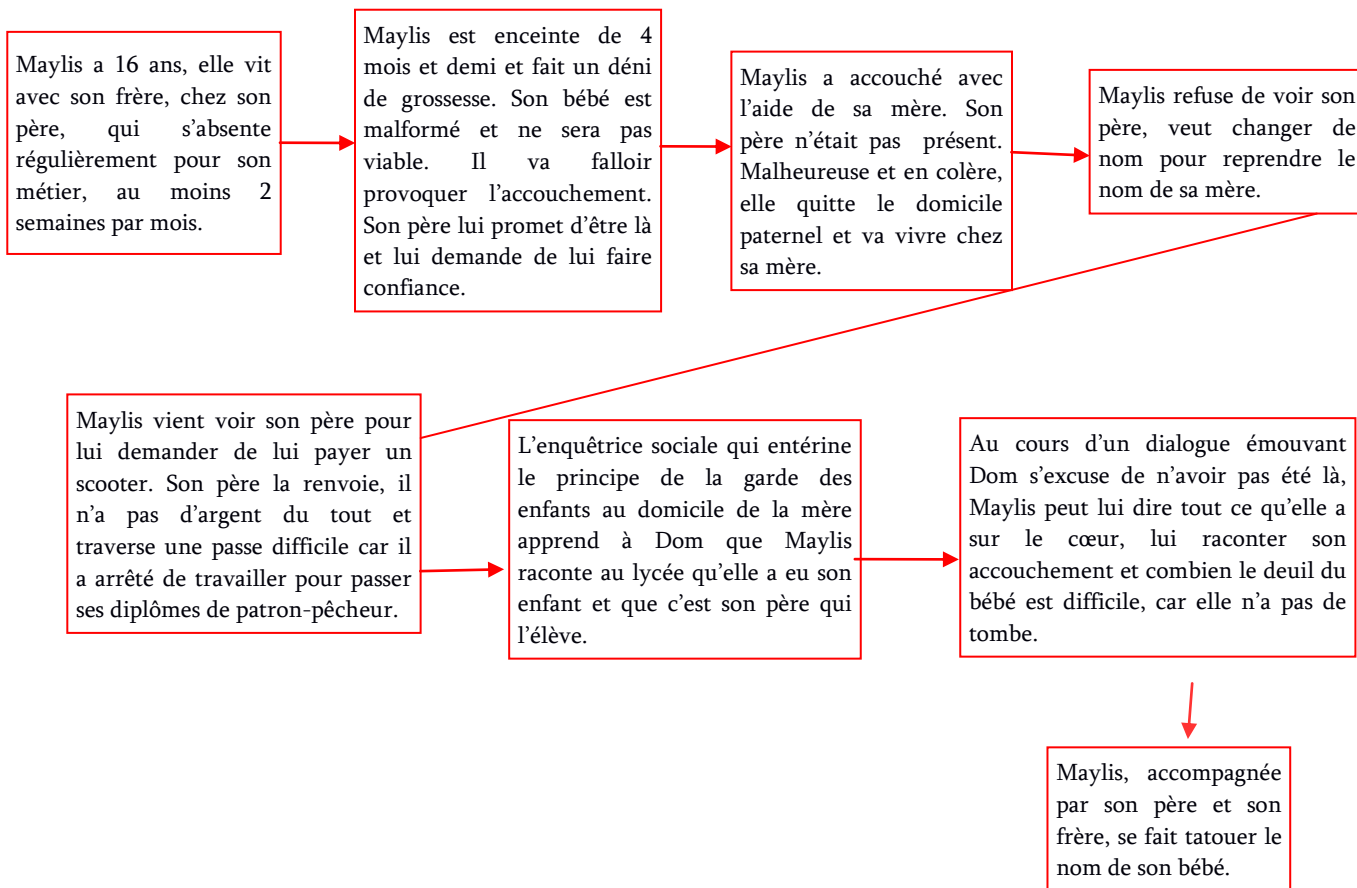 Maylis a 16 ans, elle vit
avec son frère, chez son
père, qui s'absente
régulièrement pour son
métier, au moins 2
semaines par mois.
Maylis est enceinte de 4
mois et demi et fait un déni
de grossesse. Son bébé est
malformé et ne sera pas
viable. Il va falloir
provoquer l'accouchement.
Son père lui promet d'être là
et lui demande de lui faire
confiance.
Maylis a accouché avec
l'aide de sa mère. Son
père n'était pas présent.
Malheureuse et en colère,
elle quitte le domicile
paternel et va vivre chez
sa mère.
Maylis refuse de voir son
père, veut changer de
nom pour reprendre le
nom de sa mère.
Maylis vient voir son père pour
lui demander de lui payer un
scooter. Son père la renvoie, il
n'a pas d'argent du tout et
traverse une passe difficile car il
a arrêté de travailler pour passer
ses diplômes de patron-pêcheur.
L'enquêtrice sociale qui entérine
le principe de la garde des
enfants au domicile de la mère
apprend à Dom que Maylis
raconte au lycée qu'elle a eu son
enfant et que c'est son père qui
l'élève.
Au cours d'un dialogue émouvant
Dom s'excuse de n'avoir pas été là,
Maylis peut lui dire tout ce qu'elle a
sur le cœur, lui raconter son
accouchement et combien le deuil du
bébé est difficile, car elle n'a pas de
tombe.
Maylis, accompagnée
par son père et son
frère, se fait tatouer le
nom de son bébé.